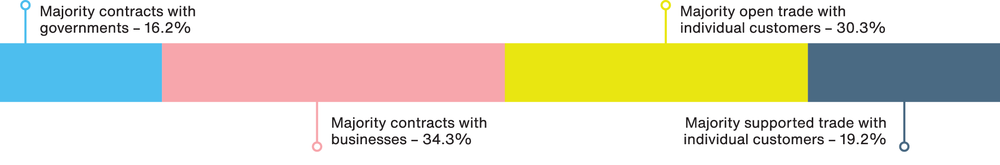 Majority contracts with
governments – 16.2%
Majority open trade with
individual customers – 30.3%
Majority contracts with
businesses – 34.3%
Majority supported trade with
individual customers – 19.2%